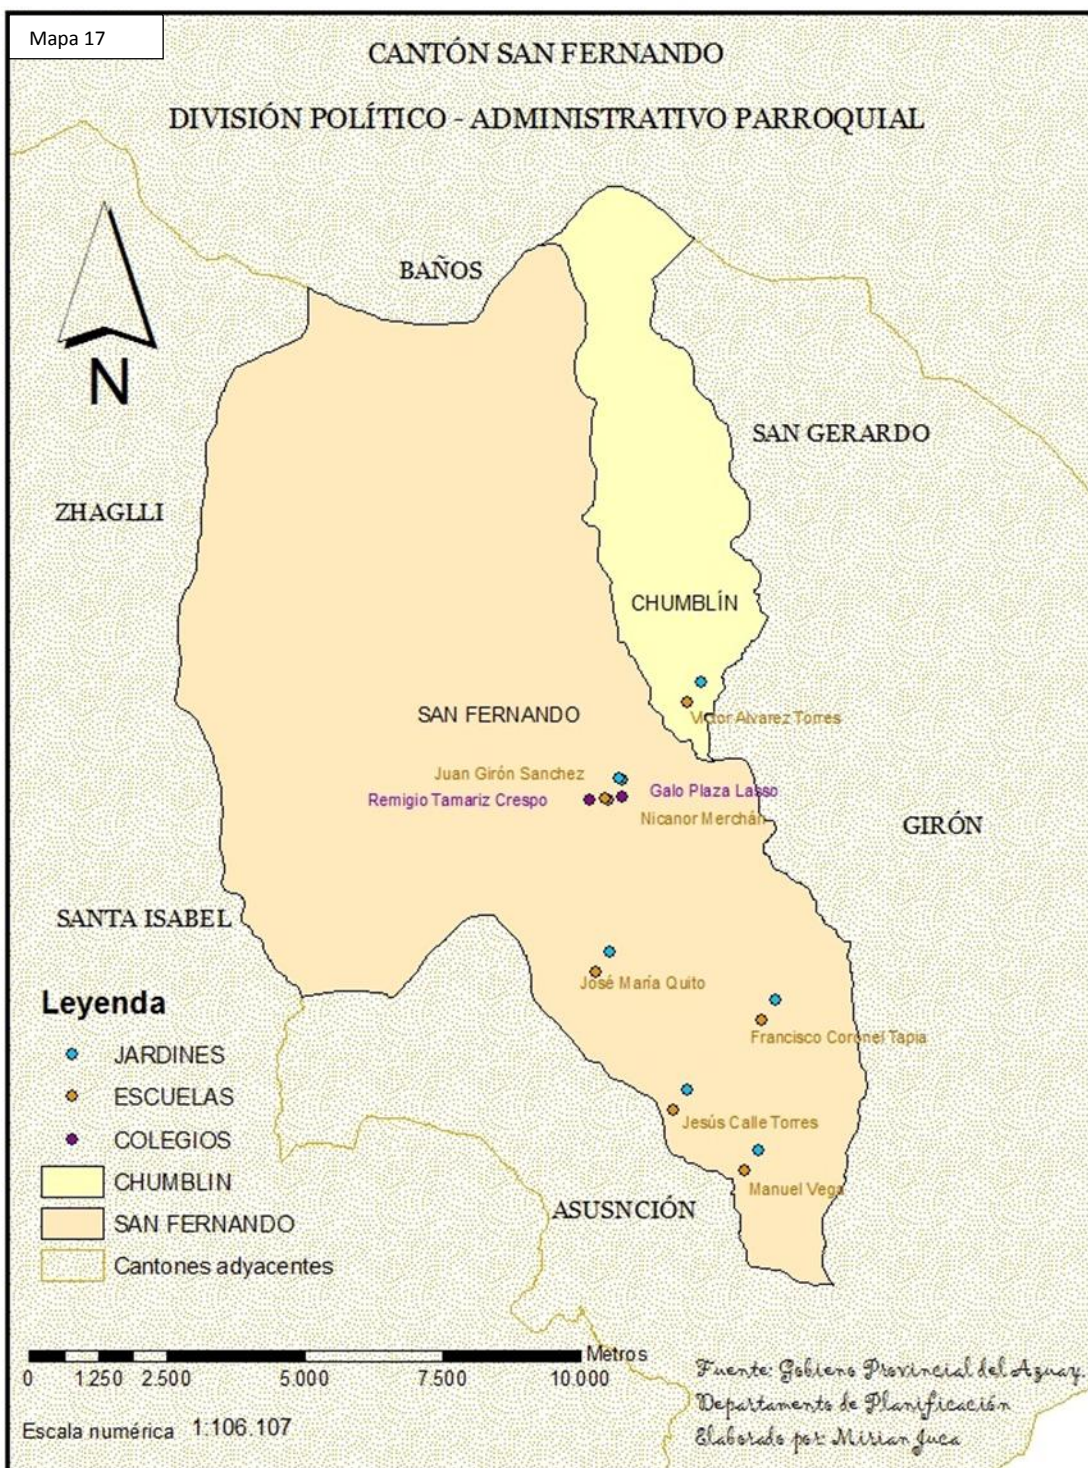 Mapa 17
CANTÓN SAN FERNANDO
DIVISIÓN POLÍTICO - ADMINISTRATIVO PARROQUIAL
BAÑOS
SAN GERARDO
ZHAGLLI
CHUMBLÍN
Victor Alvarez Torres
SAN FERNANDO
Juan Girón Sanchez
Galo Plaza Lasso
Remigio Tamariz Crespo
Nicanor Merchán
GIRÓN
SANTA ISABEL
José María Quito
Francisco Coronel Tapia
Jesús Calle Torres
Manuel Vega
ASUSNCIÓN
N
Leyenda
JARDINES
ESCUELAS
COLEGIOS
CHUMBLIN
SAN FERNANDO
Cantones adyacentes
Metros
0 1.250 2.500 5.000 7.500 10.000
Escala numérica 1:106.107
Fuente: Gobieno Provincial del Azuay.
Departamento de Planificación
Elaborado por: Mirian Juca